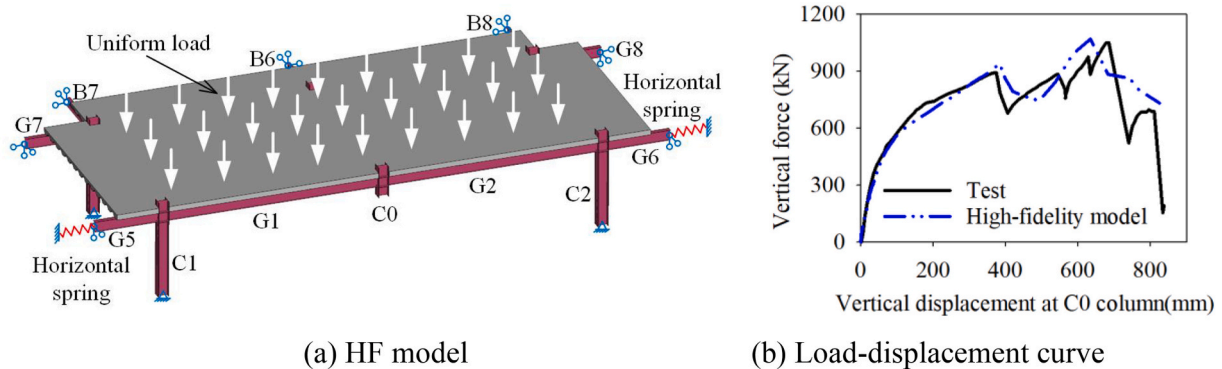 Uniform load
B8
G8
B6
Horizontal
spring
B7
G7
G6
G2
G1
C0
C2
G5
C1
Horizontal
spring
(a) HF model
Vertical force (kN)
1200
900
600
300
0
Test
High-fidelity model
0 200 400 600 800
Vertical displacement at C0 column(mm)
(b) Load-displacement curve